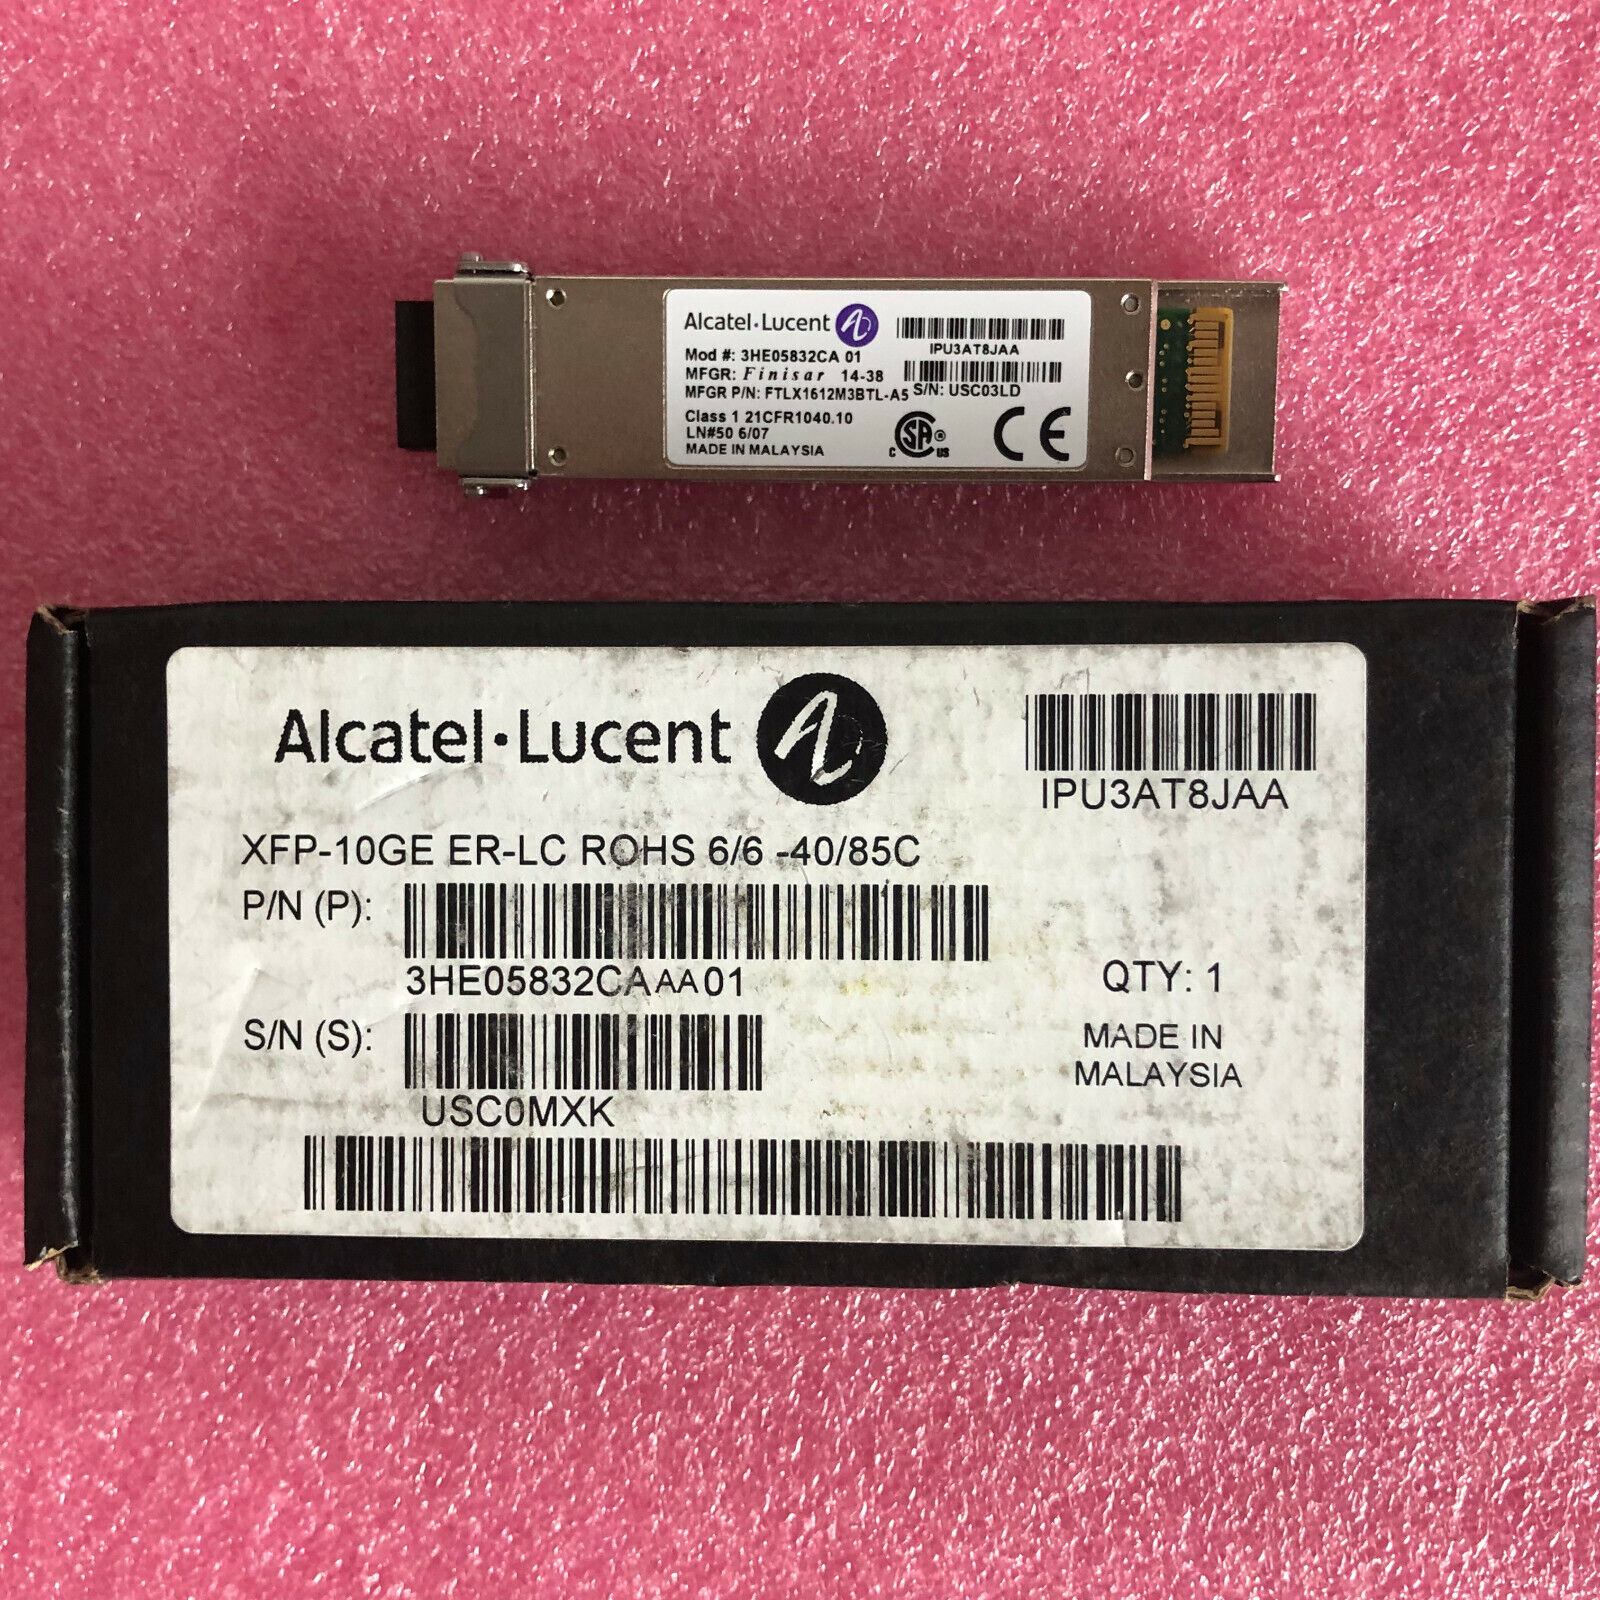 Alcatel·Lucent
IPU3AT8JAA
Mod #: 3HE05832CA 01
MFGR: Finisar 14-38
S/N: USC03LD
MFGR P/N: FTLX1612M3BTL-A5
Class 1 21CFR1040.10
LN#50 6/07
MADE IN MALAYSIA
C SA ® US
CE
Alcatel·Lucent
IPU3AT8JAA
XFP-10GE ER-LC ROHS 6/6 -40/85C
P/N (P):
3HE05832CAAA01
QTY: 1
S/N (S):
MADE IN
MALAYSIA
USC0MXK